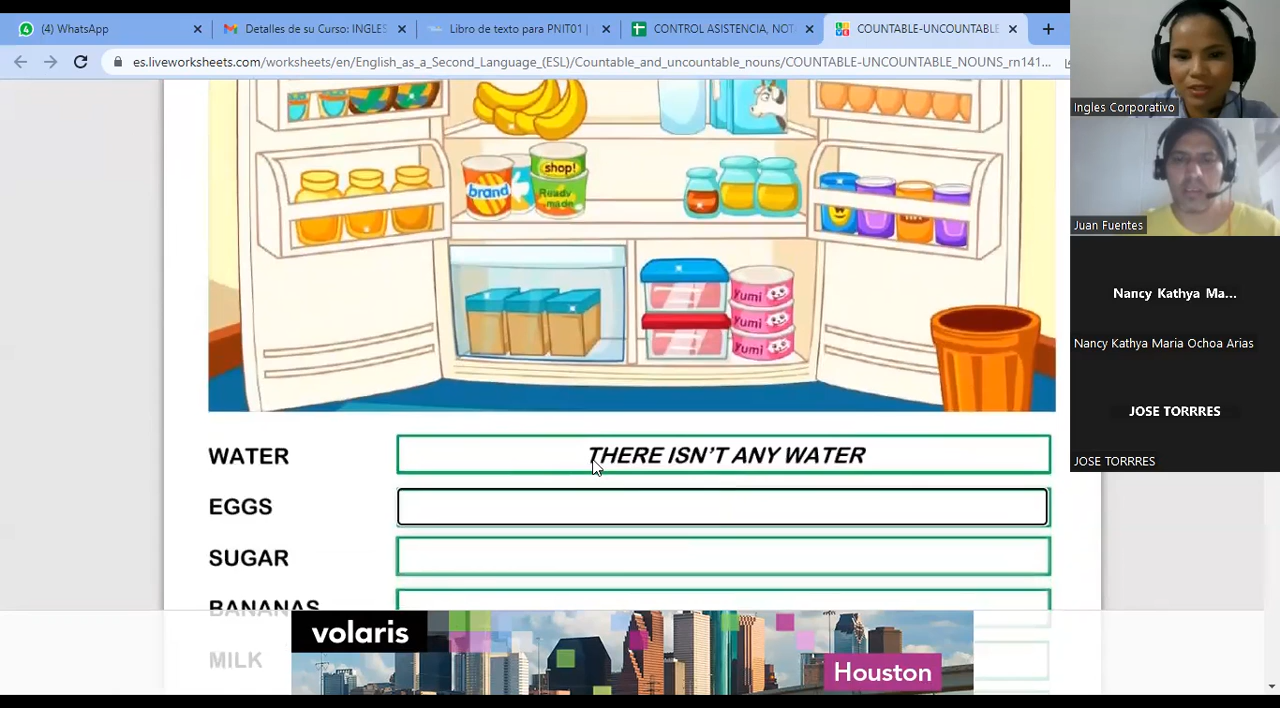 (4) WhatsApp
Detalles de su Curso: INGLES
Libro de texto para PNIT01 |
CONTROL ASISTENCIA, NOT
COUNTABLE-UNCOUNTABLE
es.liveworksheets.com/worksheets/en/English_as_a_Second_Language_(ESL)/Countable_and_uncountable_nouns/COUNTABLE-UNCOUNTABLE_NOUNS_rn141...
Ingles Corporativo
Juan Fuentes
Nancy Kathya Ma...
Nancy Kathya Maria Ochoa Arias
JOSE TORRRES
JOSE TORRRES
shop!
brand
Ready
made
Yumi
Yumi
Yumi
WATER
THERE ISN'T ANY WATER
EGGS
SUGAR
BANANAS
MILK
volaris
Houston